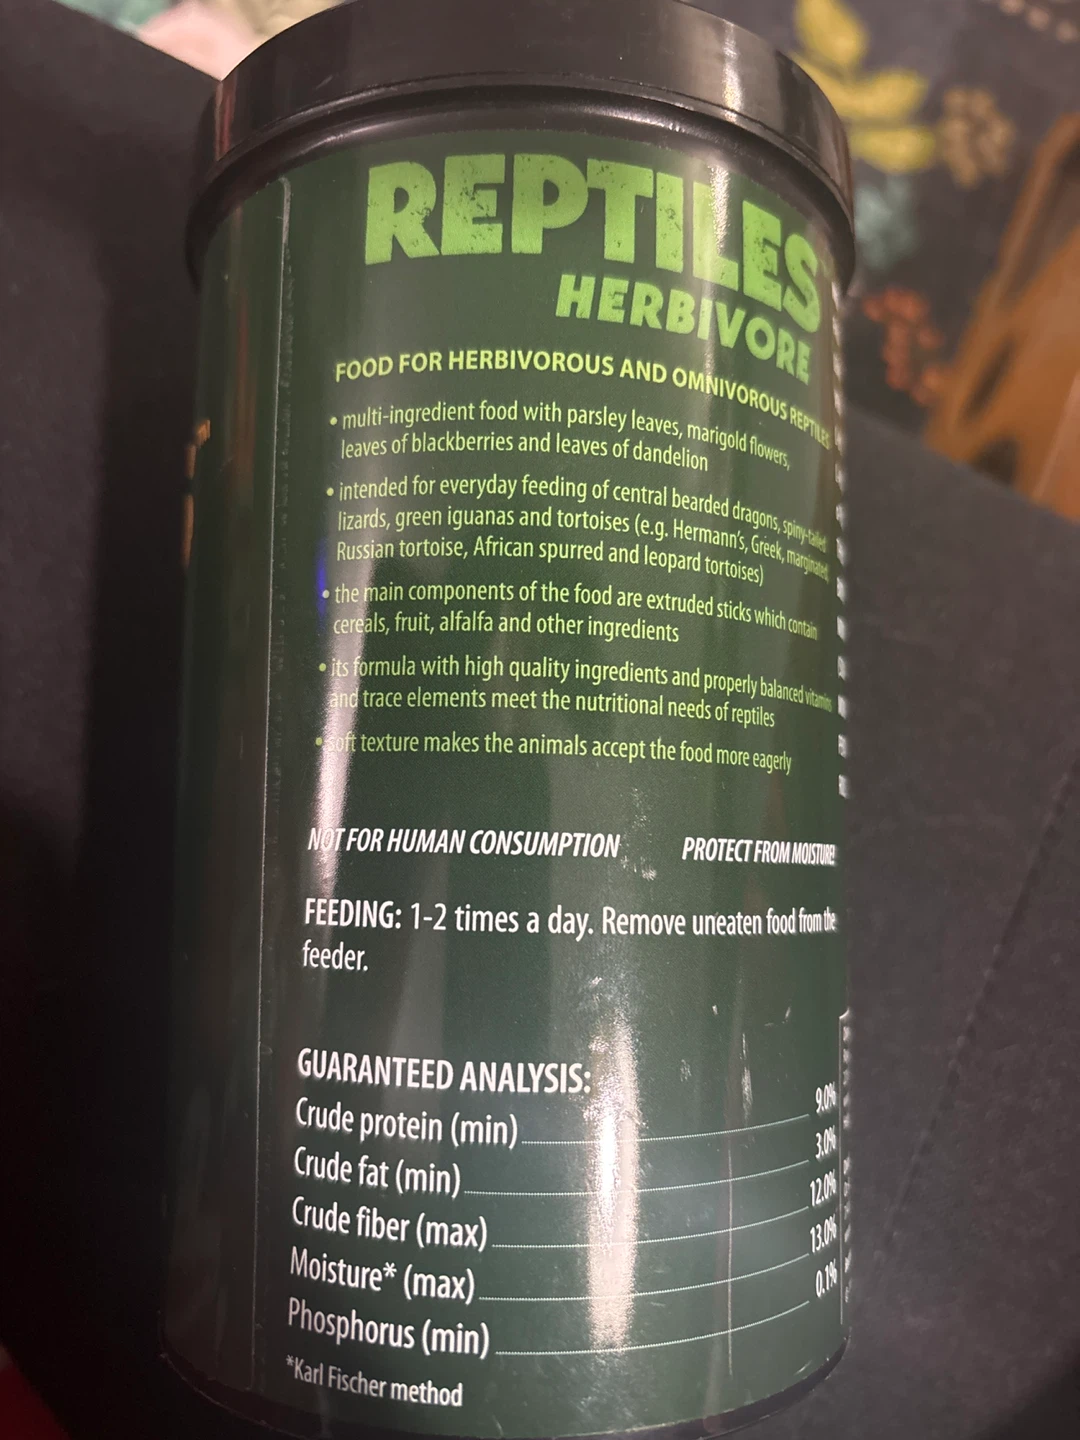 REPTILES
HERBIVORE
FOOD FOR HERBIVOROUS AND OMNIVOROUS REPTILES
• multi-ingredient food with parsley leaves, marigold flowers,
leaves of blackberries and leaves of dandelion
• intended for everyday feeding of central bearded dragons, spiny-tailed
lizards, green iguanas and tortoises (e.g. Hermann's, Greek, marginated,
Russian tortoise, African spurred and leopard tortoises)
• the main components of the food are extruded sticks which contain
cereals, fruit, alfalfa and other ingredients
• its formula with high quality ingredients and properly balanced vitamins
and trace elements meet the nutritional needs of reptiles
• soft texture makes the animals accept the food more eagerly
NOT FOR HUMAN CONSUMPTION PROTECT FROM MOISTURE!
FEEDING: 1-2 times a day. Remove uneaten food from the
feeder.
GUARANTEED ANALYSIS:
Crude protein (min) 9.0%
Crude fat (min) 3.0%
Crude fiber (max) 12.0%
Moisture* (max) 13.0%
Phosphorus (min) 0.1%
*Karl Fischer method